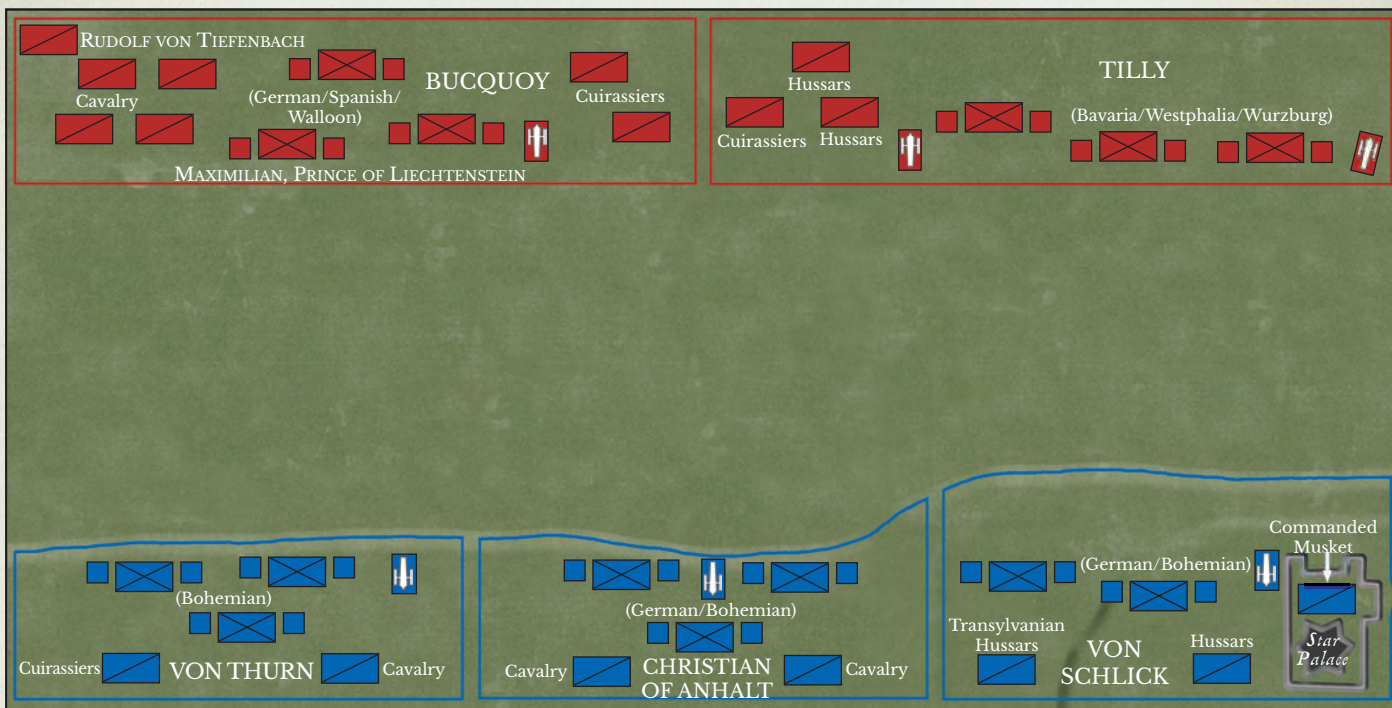 RUDOLF VON TIEFENBACH
Cavalry
(German/Spanish/
Walloon)
BUCQUOY
Cuirassiers
MAXIMILIAN, PRINCE OF LIECHTENSTEIN
TILLY
Hussars
Cuirassiers
Hussars
(Bavaria/Westphalia/Wurzburg)
(Bohemian)
Cuirassiers
VON THURN
Cavalry
(German/Bohemian)
Cavalry
CHRISTIAN
OF ANHALT
Cavalry
Commanded
Musket
(German/Bohemian)
Transylvanian
Hussars
VON
SCHLICK
Hussars
Star
Palace